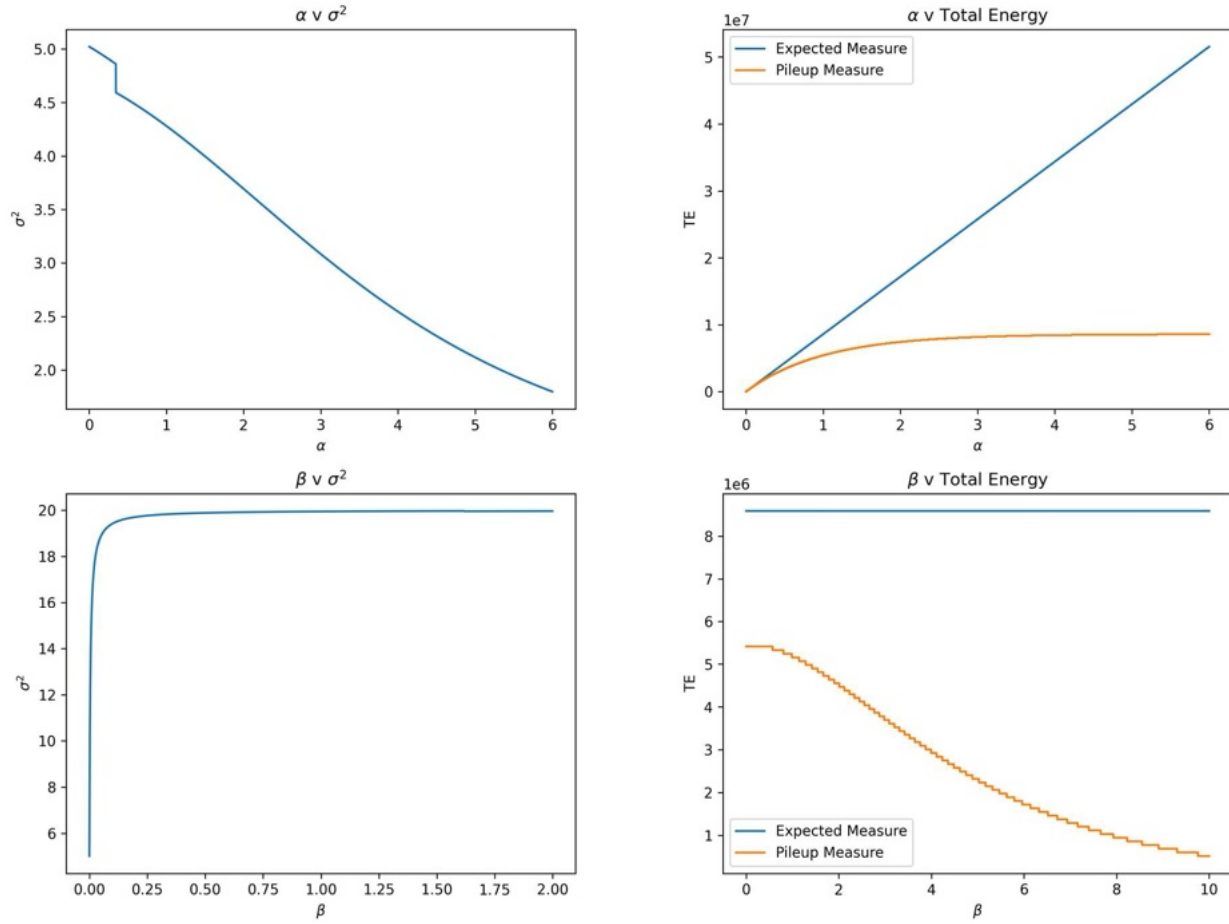 α v σ²
5.0
4.5
4.0
3.5
3.0
2.5
2.0
σ²
0 1 2 3 4 5 6
α
α v Total Energy
1e7
Expected Measure
Pileup Measure
5
4
3
2
1
0
TE
0 1 2 3 4 5 6
α
β v σ²
20
18
16
14
12
10
8
6
σ²
0.00 0.25 0.50 0.75 1.00 1.25 1.50 1.75 2.00
β
β v Total Energy
1e6
8
7
6
5
4
3
2
1
TE
Expected Measure
Pileup Measure
0 2 4 6 8 10
β